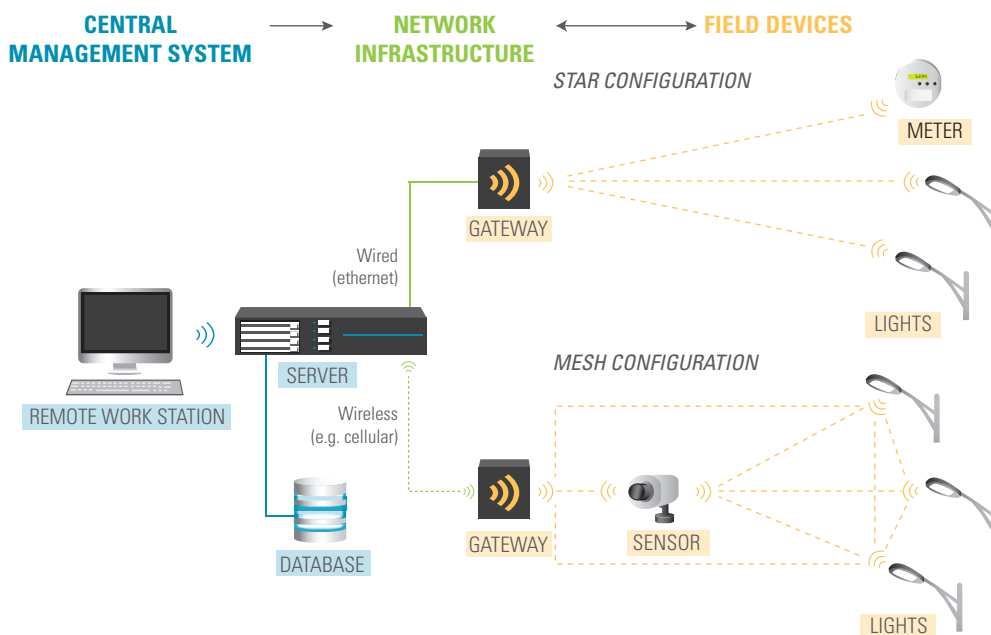 CENTRAL
MANAGEMENT SYSTEM
NETWORK
INFRASTRUCTURE
FIELD DEVICES
STAR CONFIGURATION
METER
GATEWAY
Wired
(ethernet)
LIGHTS
SERVER
MESH CONFIGURATION
REMOTE WORK STATION
Wireless
(e.g. cellular)
GATEWAY
SENSOR
DATABASE
LIGHTS